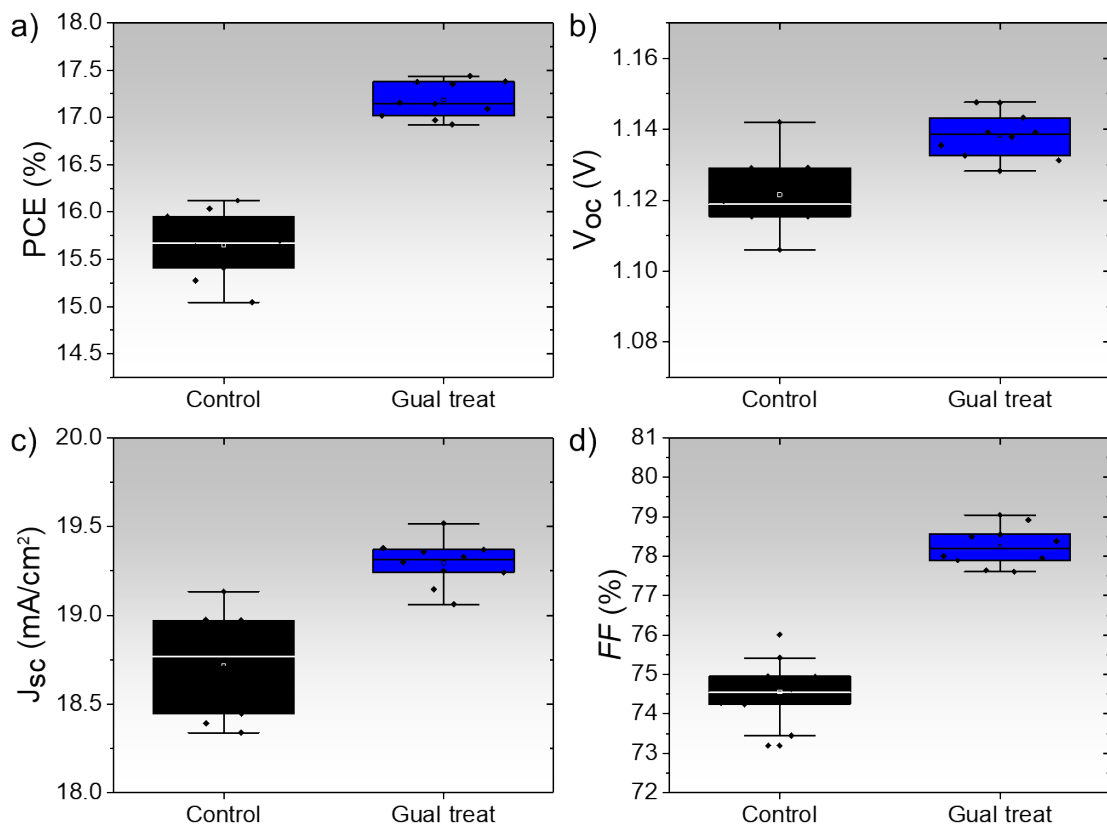 a)
PCE (%)
18.0
17.5
17.0
16.5
16.0
15.5
15.0
14.5
Control
Gual treat
b)
Voc (V)
1.16
1.14
1.12
1.10
1.08
Control
Gual treat
c)
Jsc (mA/cm²)
20.0
19.5
19.0
18.5
18.0
Control
Gual treat
d)
FF (%)
81
80
79
78
77
76
75
74
73
72
Control
Gual treat